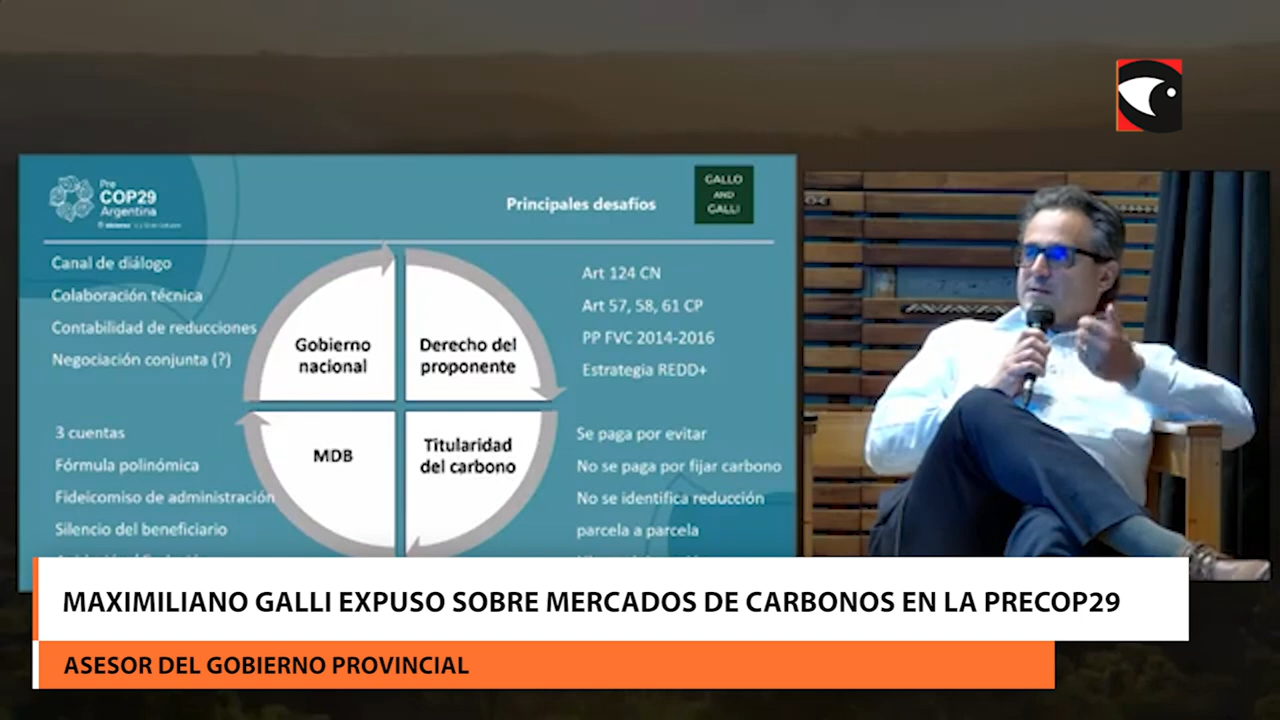 Pre
COP29
Argentina
Principales desafíos
GALLO
AND
GALLI
Canal de diálogo
Colaboración técnica
Contabilidad de reducciones
Negociación conjunta (?)
Gobierno
nacional
Derecho del
proponente
Art 124 CN
Art 57, 58, 61 CP
PP FVC 2014-2016
Estrategia REDD+
3 cuentas
Fórmula polinómica
Fideicomiso de administración
Silencio del beneficiario
MDB
Titularidad
del carbono
Se paga por evitar
No se paga por fijar carbono
No se identifica reducción
parcela a parcela
MAXIMILIANO GALLI EXPUSO SOBRE MERCADOS DE CARBONOS EN LA PRECOP29
ASESOR DEL GOBIERNO PROVINCIAL